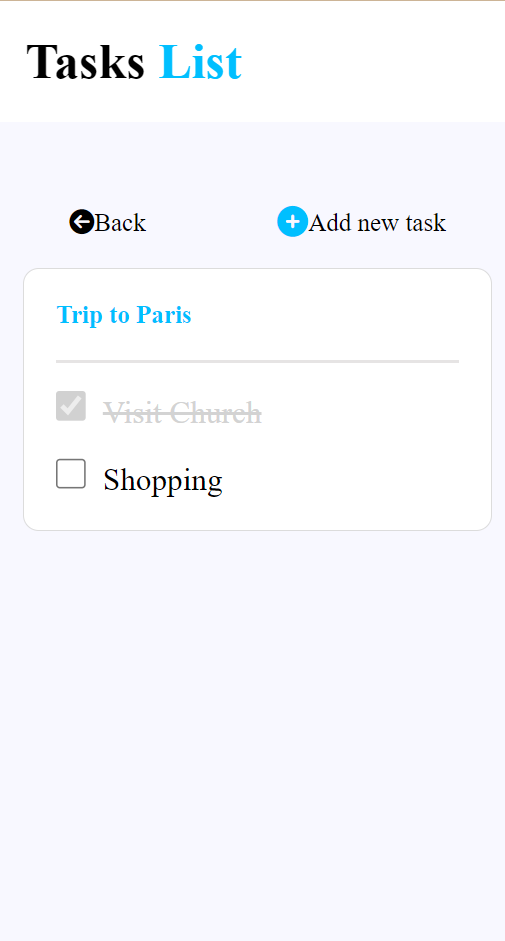 Tasks List
Back
Add new task
Trip to Paris
Visit Church
Shopping